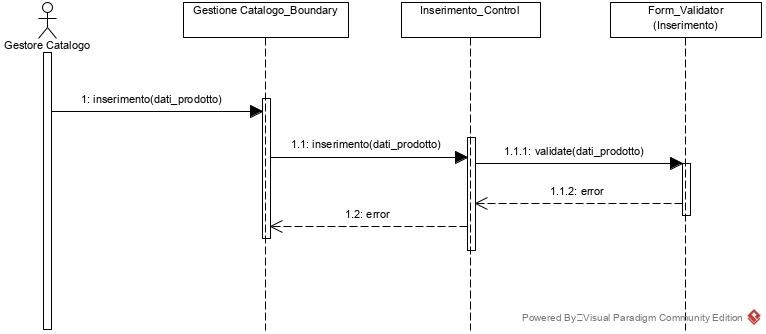 Gestione Catalogo_Boundary
Inserimento_Control
Form_Validator
(Inserimento)
Gestore Catalogo
1: inserimento(dati_prodotto)
1.1: inserimento(dati_prodotto)
1.1.1: validate(dati_prodotto)
1.1.2: error
1.2: error
Powered By Visual Paradigm Community Edition